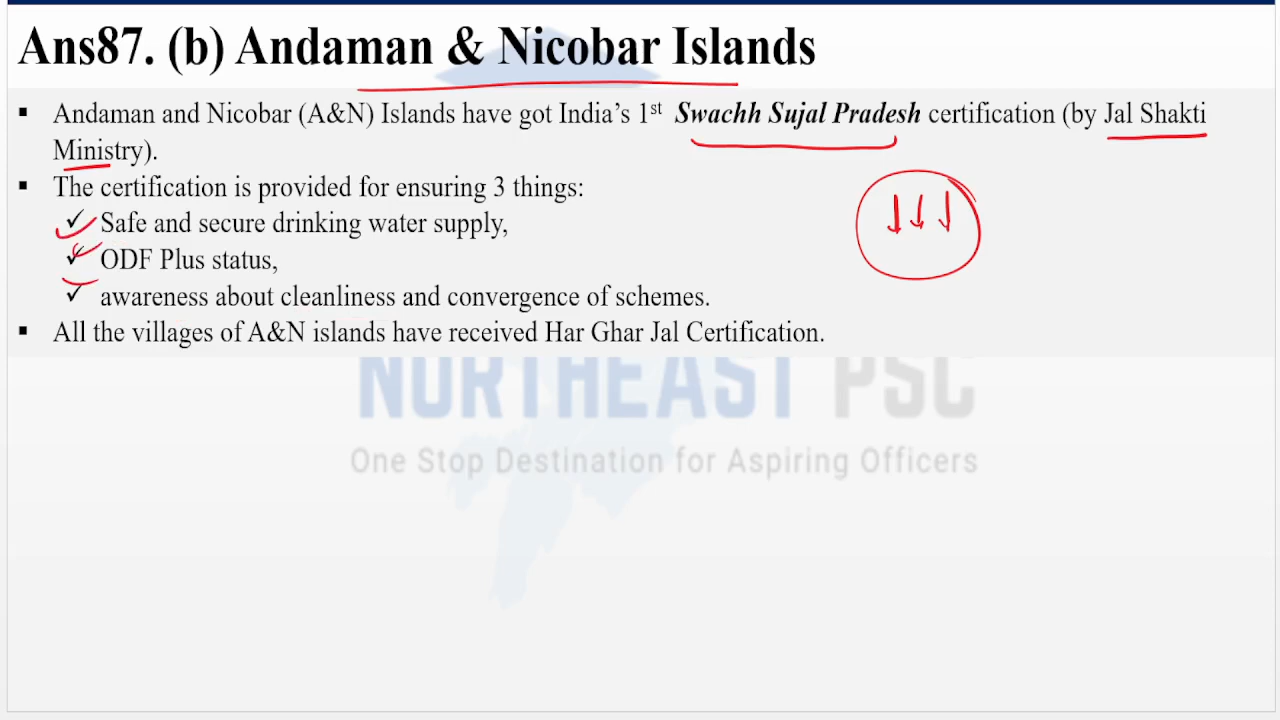 Ans87. (b) Andaman & Nicobar Islands
▪ Andaman and Nicobar (A&N) Islands have got India’s 1st Swachh Sujal Pradesh certification (by Jal Shakti
Ministry).
▪ The certification is provided for ensuring 3 things:
✓ Safe and secure drinking water supply,
✓ ODF Plus status,
✓ awareness about cleanliness and convergence of schemes.
▪ All the villages of A&N islands have received Har Ghar Jal Certification.
NORTHEAST PSC
One Stop Destination for Aspiring Officers